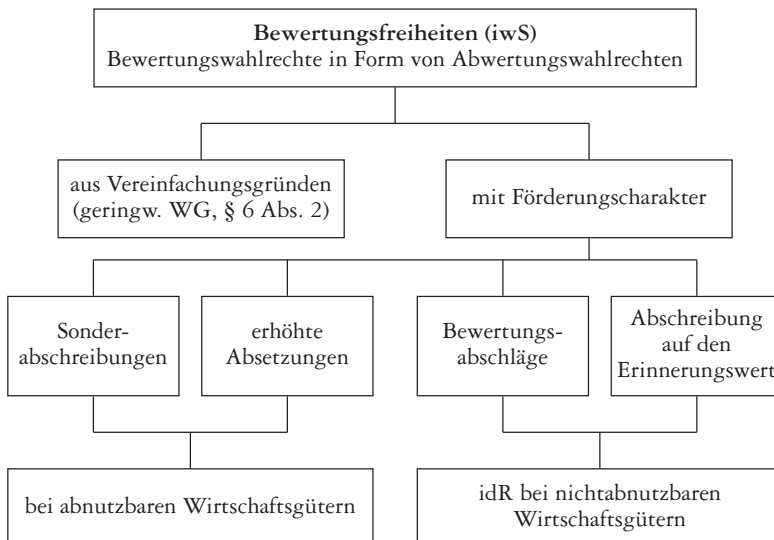 Bewertungsfreiheiten (iwS)
Bewertungswahlrechte in Form von Abwertungswahlrechten
aus Vereinfachungsgründen
(geringw. WG, § 6 Abs. 2)
mit Förderungscharakter
Sonder-
abschreibungen
erhöhte
Absetzungen
Bewertungs-
abschläge
Abschreibung
auf den
Erinnerungswert
bei abnutzbaren Wirtschaftsgütern
idR bei nichtabnutzbaren
Wirtschaftsgütern